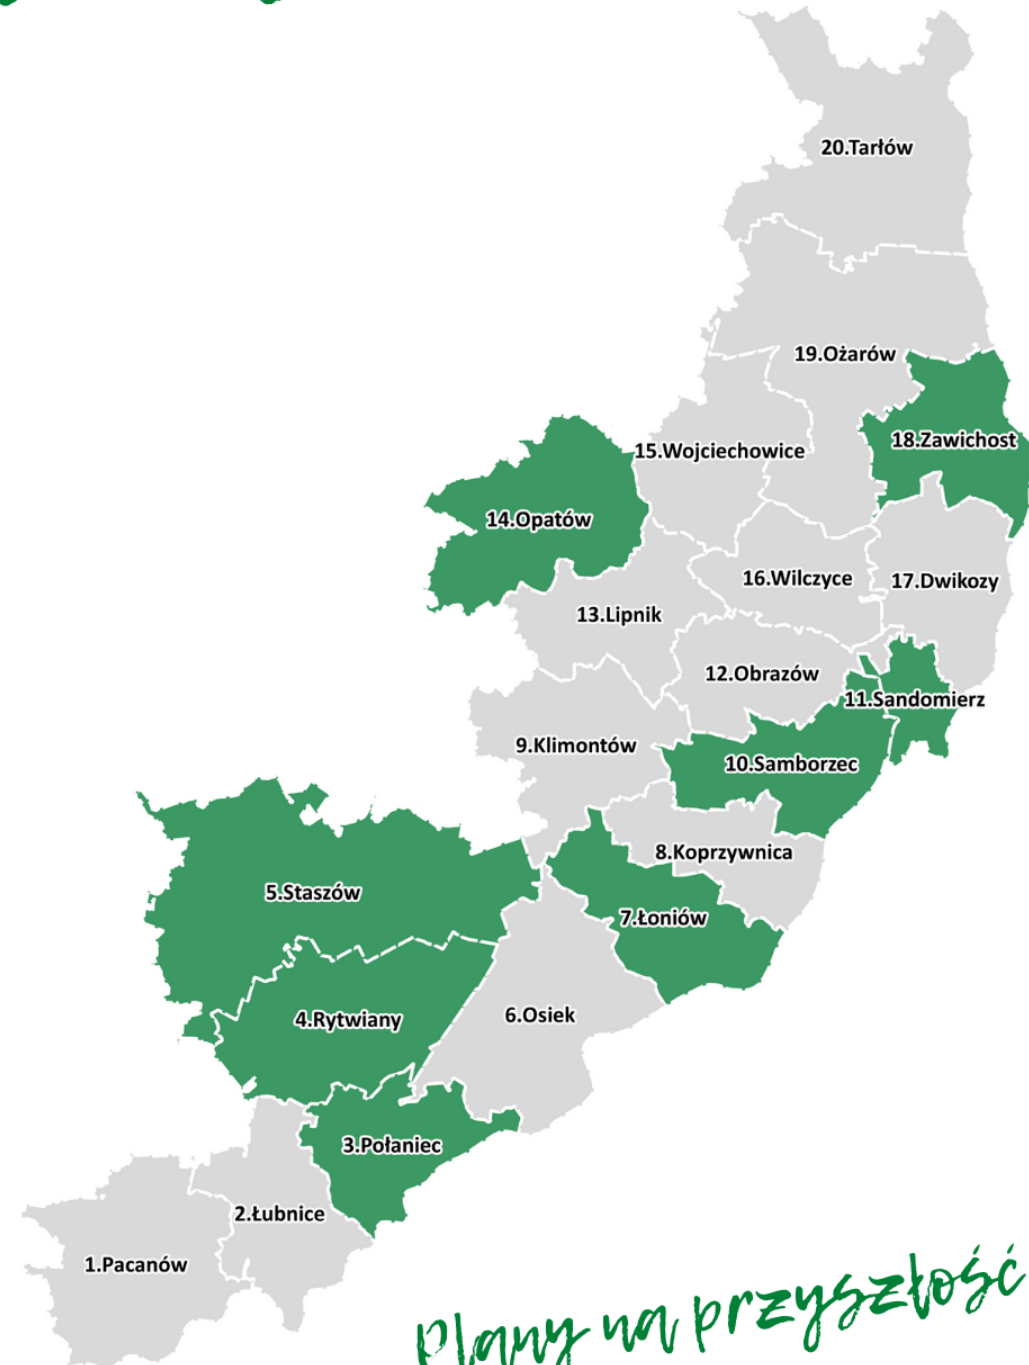 20.Tarłów
19.Ożarów
18.Zawichost
15.Wojciechowice
14.Opatów
16.Wilczyce
17.Dwikozy
13.Lipnik
12.Obrazów
11.Sandomierz
9.Klimontów
10.Samborzec
8.Koprzywnica
5.Staszów
7.Łoniów
6.Osiek
4.Rytwiany
3.Połaniec
2.Łubnice
1.Pacanów
Plany na przyszłość